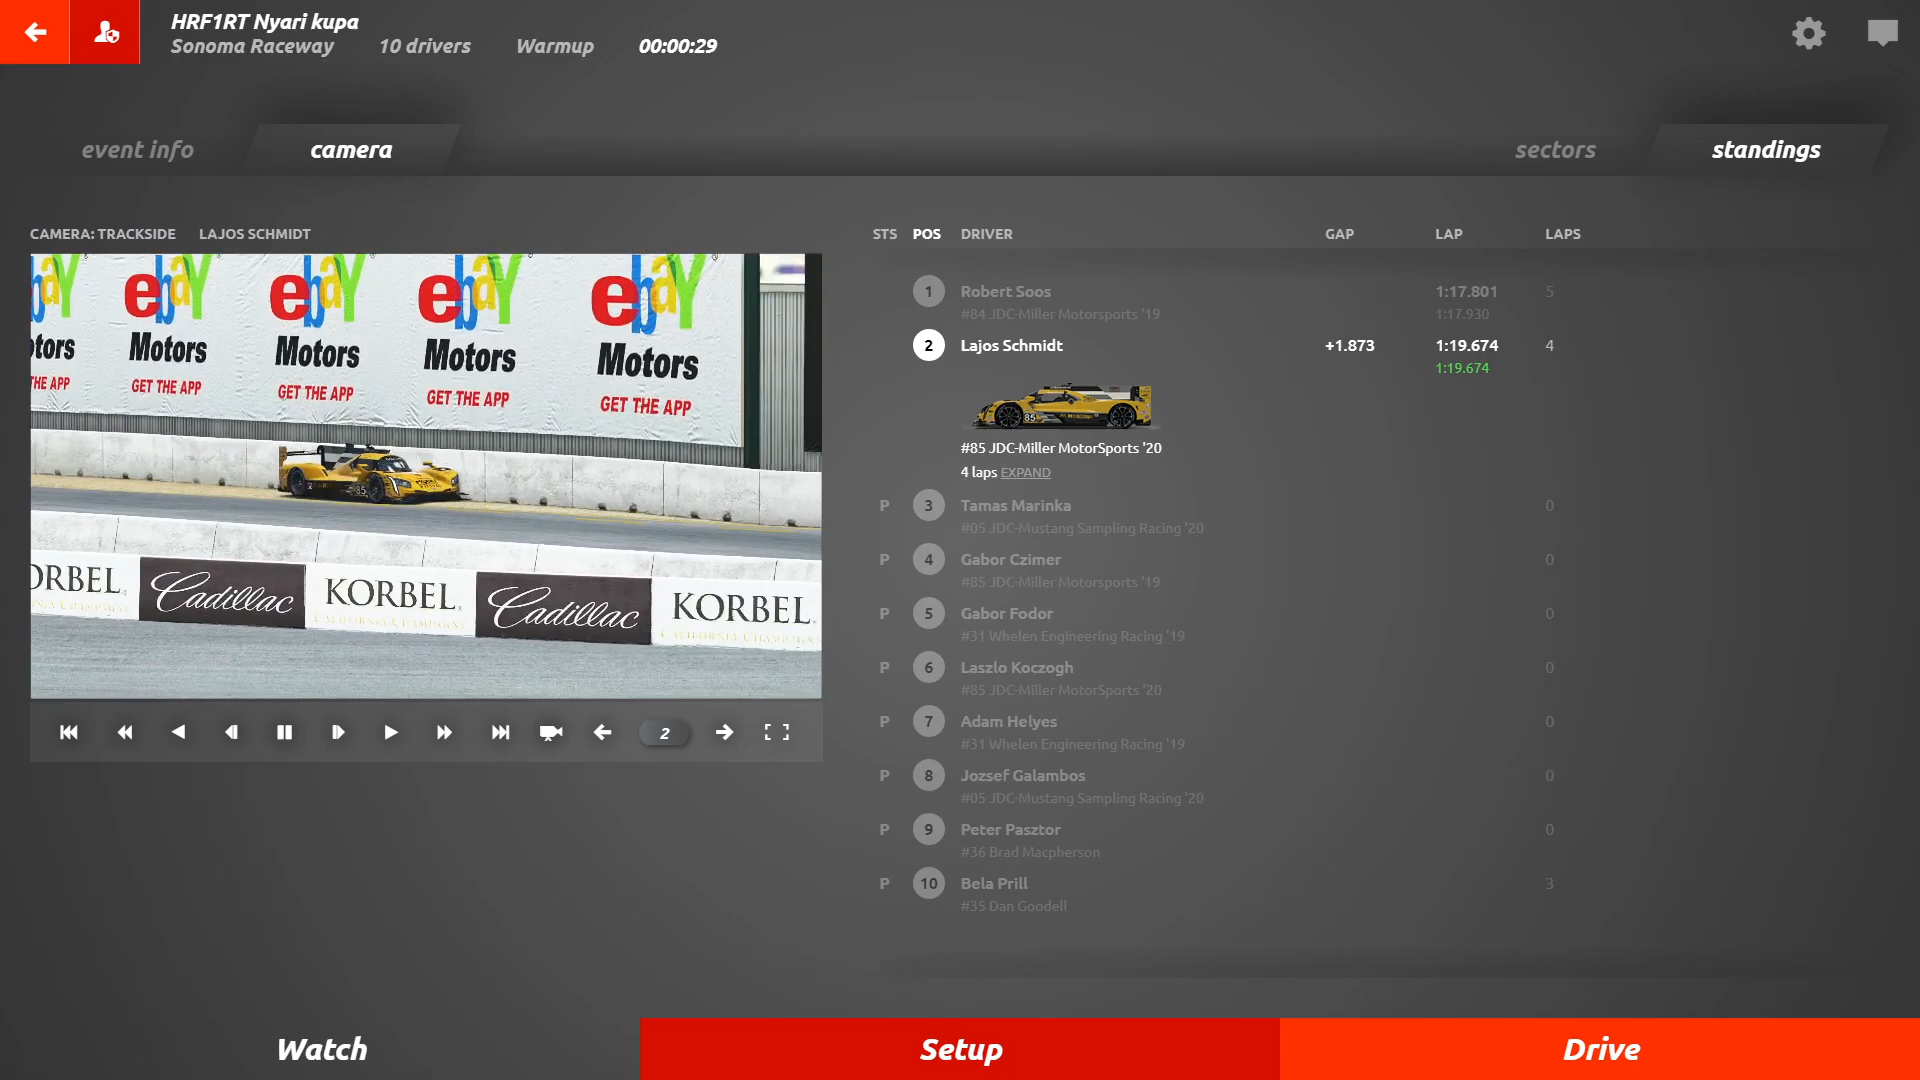 HRF1RT Nyari kupa
Sonoma Raceway 10 drivers Warmup 00:00:29
event info camera sectors standings
CAMERA: TRACKSIDE LAJOS SCHMIDT
ebay ebay ebay ebay
Motors Motors Motors Motors
GET THE APP GET THE APP GET THE APP GET THE APP
85
KORBEL Cadillac KORBEL Cadillac KORBEL
CALIFORNIA CHAMPAGNE
2
STS POS DRIVER GAP LAP LAPS
1 Robert Soos 1:17.801 5
#84 JDC-Miller Motorsports '19 1:17.930
2 Lajos Schmidt +1.873 1:19.674 4
1:19.674
85
#85 JDC-Miller MotorSports '20
4 laps EXPAND
P 3 Tamas Marinka 0
#05 JDC-Mustang Sampling Racing '20
P 4 Gabor Czimer 0
#85 JDC-Miller Motorsports '19
P 5 Gabor Fodor 0
#31 Whelen Engineering Racing '19
P 6 Laszlo Koczogh 0
#85 JDC-Miller MotorSports '20
P 7 Adam Helyes 0
#31 Whelen Engineering Racing '19
P 8 Jozsef Galambos 0
#05 JDC-Mustang Sampling Racing '20
P 9 Peter Pasztor 0
#36 Brad Macpherson
P 10 Bela Prill 3
#35 Dan Goodell
Watch Setup Drive